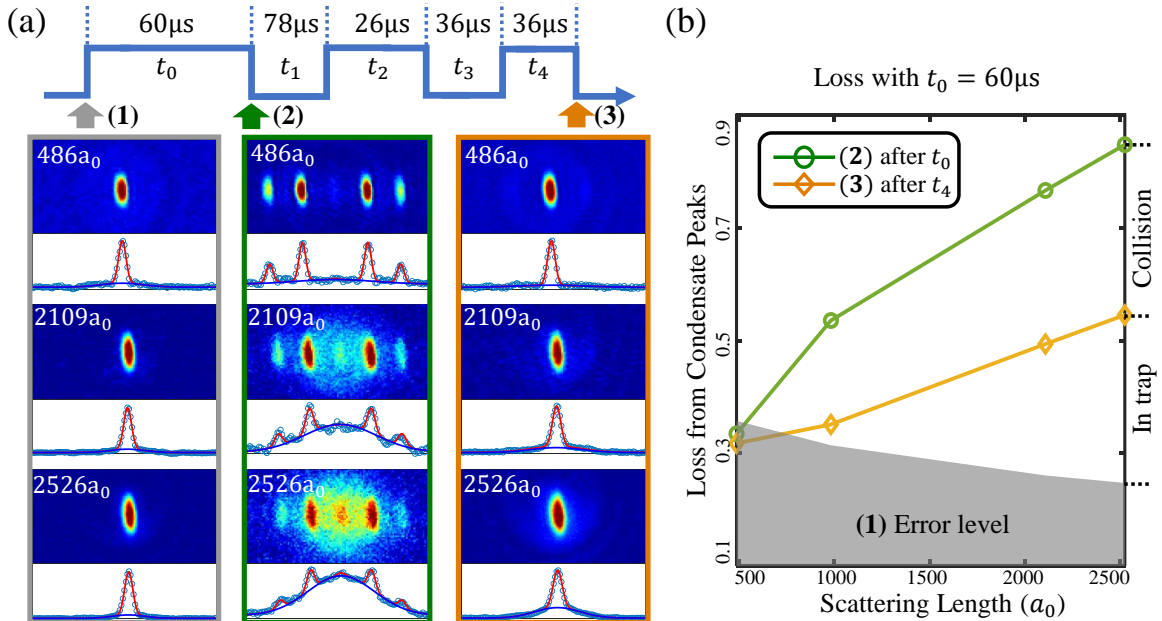 (a)
60μs 78μs 26μs 36μs 36μs
t₀ t₁ t₂ t₃ t₄
(1) (2) (3)
486a₀ 486a₀ 486a₀
2109a₀ 2109a₀ 2109a₀
2526a₀ 2526a₀ 2526a₀
(b)
Loss with t₀ = 60μs
(2) after t₀
(3) after t₄
Loss from Condensate Peaks
0.9
0.7
0.5
0.3
0.1
Collision
In trap
(1) Error level
500 1000 1500 2000 2500
Scattering Length (a₀)